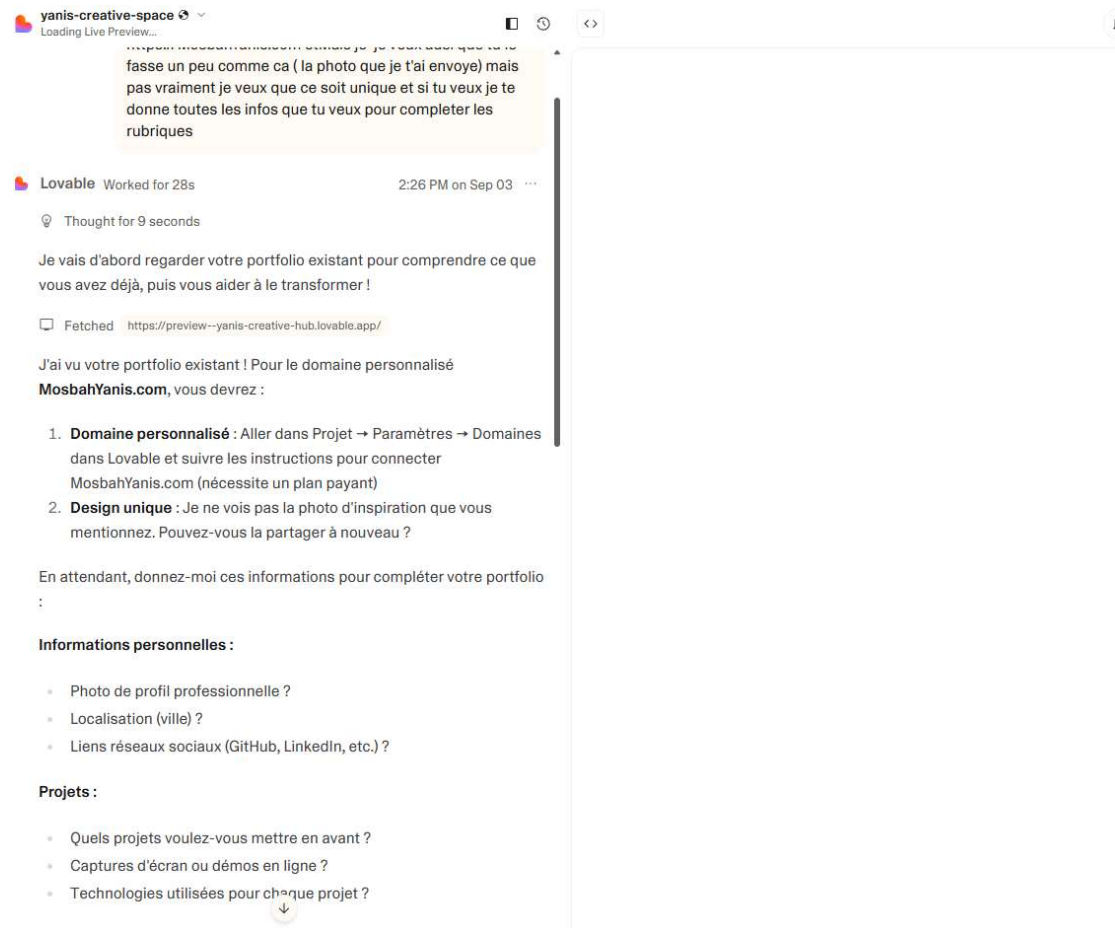 yanis-creative-space
Loading Live Preview...
fasse un peu comme ca ( la photo que je t'ai envoye) mais
pas vraiment je veux que ce soit unique et si tu veux je te
donne toutes les infos que tu veux pour completer les
rubriques
Lovable Worked for 28s 2:26 PM on Sep 03 ...
Thought for 9 seconds
Je vais d'abord regarder votre portfolio existant pour comprendre ce que
vous avez déjà, puis vous aider à le transformer !
Fetched https://preview--yanis-creative-hub.lovable.app/
J'ai vu votre portfolio existant ! Pour le domaine personnalisé
MosbahYanis.com, vous devrez :
1. Domaine personnalisé : Aller dans Projet → Paramètres → Domaines
dans Lovable et suivre les instructions pour connecter
MosbahYanis.com (nécessite un plan payant)
2. Design unique : Je ne vois pas la photo d'inspiration que vous
mentionnez. Pouvez-vous la partager à nouveau ?
En attendant, donnez-moi ces informations pour compléter votre portfolio
:
Informations personnelles :
Photo de profil professionnelle ?
Localisation (ville) ?
Liens réseaux sociaux (GitHub, LinkedIn, etc.) ?
Projets :
Quels projets voulez-vous mettre en avant ?
Captures d'écran ou démos en ligne ?
Technologies utilisées pour chaque projet ?